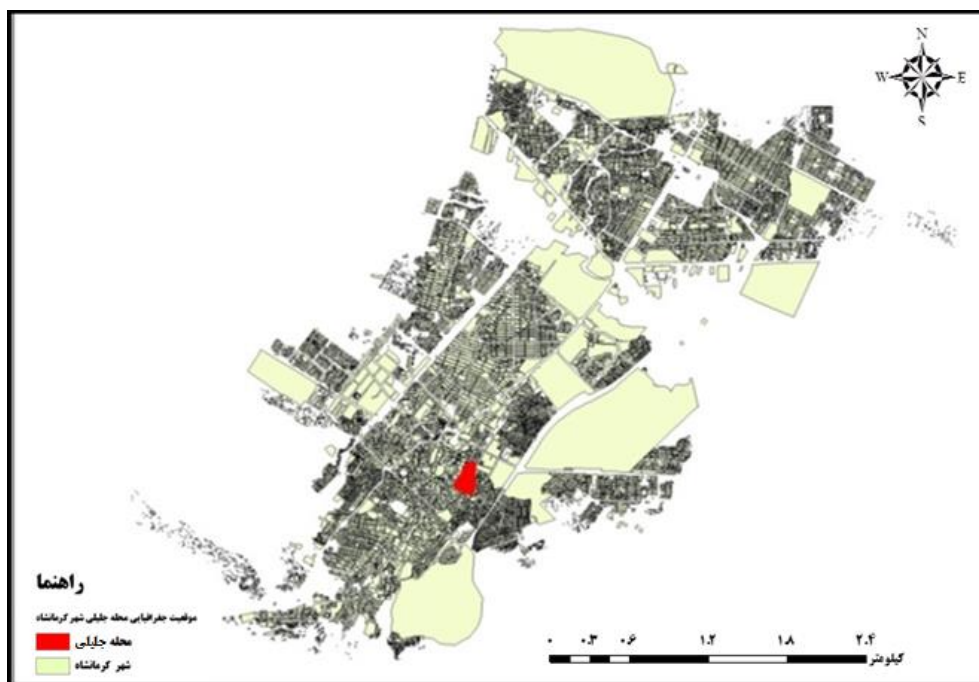 N
W E
S
راهنما
موقعیت جغرافیایی محله جلیلی شهر کرمانشاه
محله جلیلی
شهر کرمانشاه
۰ ۰.۳ ۰.۶ ۱.۲ ۱.۸ ۲.۴
کیلومتر